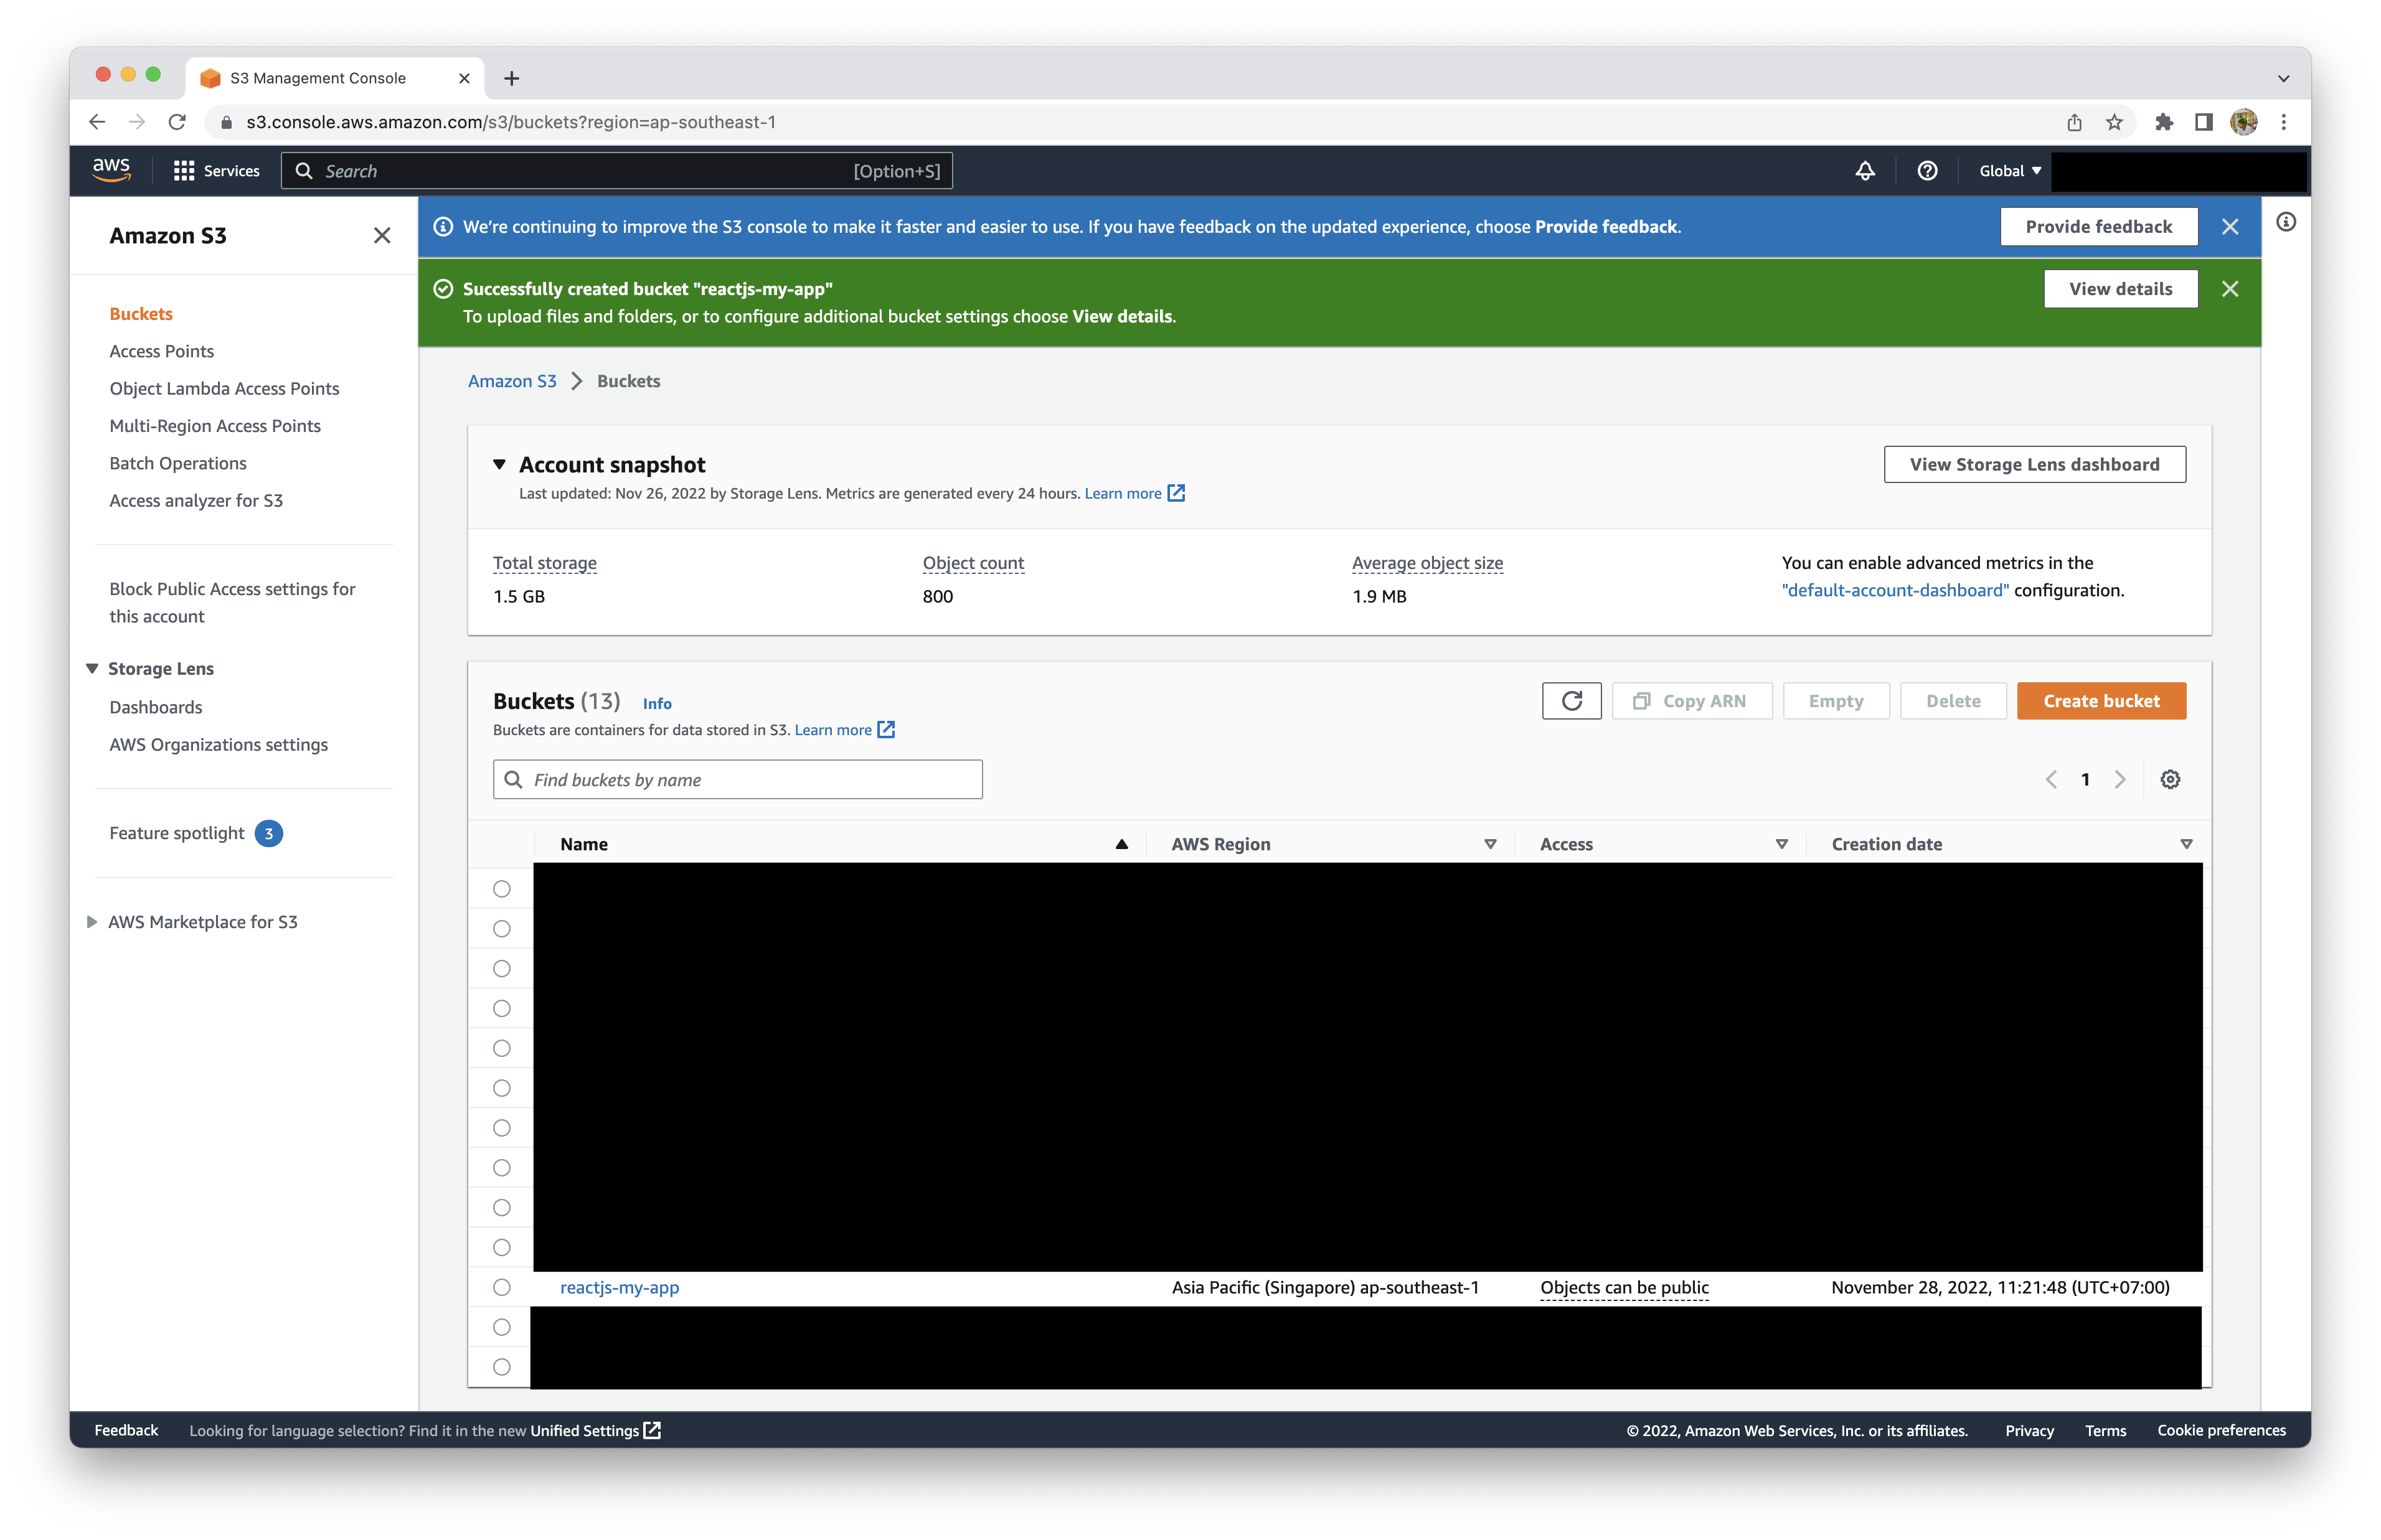 S3 Management Console
s3.console.aws.amazon.com/s3/buckets?region=ap-southeast-1
aws
Services
Search
[Option+S]
Global
Amazon S3
Buckets
Access Points
Object Lambda Access Points
Multi-Region Access Points
Batch Operations
Access analyzer for S3
Block Public Access settings for
this account
Storage Lens
Dashboards
AWS Organizations settings
Feature spotlight 3
AWS Marketplace for S3
We're continuing to improve the S3 console to make it faster and easier to use. If you have feedback on the updated experience, choose Provide feedback.
Provide feedback
Successfully created bucket "reactjs-my-app"
To upload files and folders, or to configure additional bucket settings choose View details.
View details
Amazon S3 > Buckets
Account snapshot
Last updated: Nov 26, 2022 by Storage Lens. Metrics are generated every 24 hours. Learn more
View Storage Lens dashboard
Total storage
1.5 GB
Object count
800
Average object size
1.9 MB
You can enable advanced metrics in the
"default-account-dashboard" configuration.
Buckets (13) Info
Buckets are containers for data stored in S3. Learn more
Copy ARN
Empty
Delete
Create bucket
Find buckets by name
1
Name
AWS Region
Access
Creation date
reactjs-my-app
Asia Pacific (Singapore) ap-southeast-1
Objects can be public
November 28, 2022, 11:21:48 (UTC+07:00)
Feedback
Looking for language selection? Find it in the new Unified Settings
© 2022, Amazon Web Services, Inc. or its affiliates.
Privacy
Terms
Cookie preferences